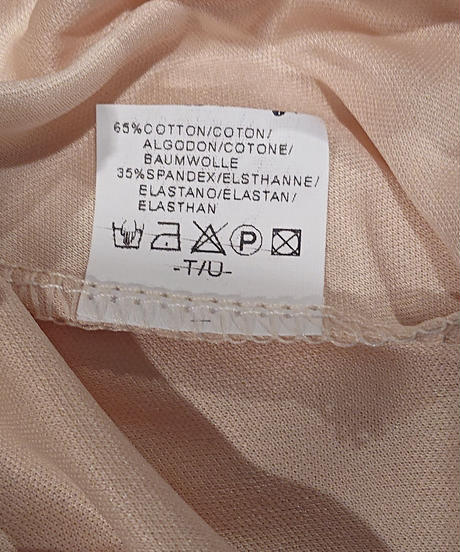 65%COTTON/COTON/
ALGODON/COTONE/
BAUMWOLLE
35%SPANDEX/ELSTHANNE/
ELASTANO/ELASTAN/
ELASTHAN
P
-T/U-